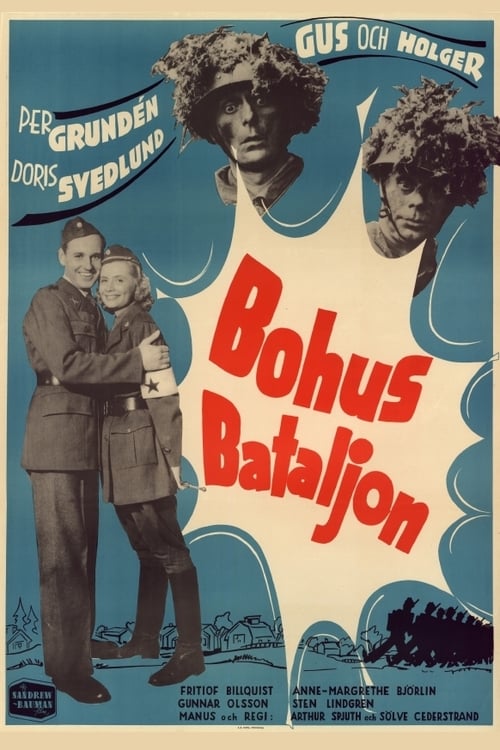 GUS OCH HOLGER
PER GRUNDÉN
DORIS SVEDLUND
Bohus
Bataljon
FRITIOF BILLQUIST ANNE-MARGRETHE BJÖRLIN
GUNNAR OLSSON STEN LINDGREN
MANUS och REGI: ARTHUR SPJUTH och SÖLVE CEDERSTRAND
SANDREW
BAUMAN